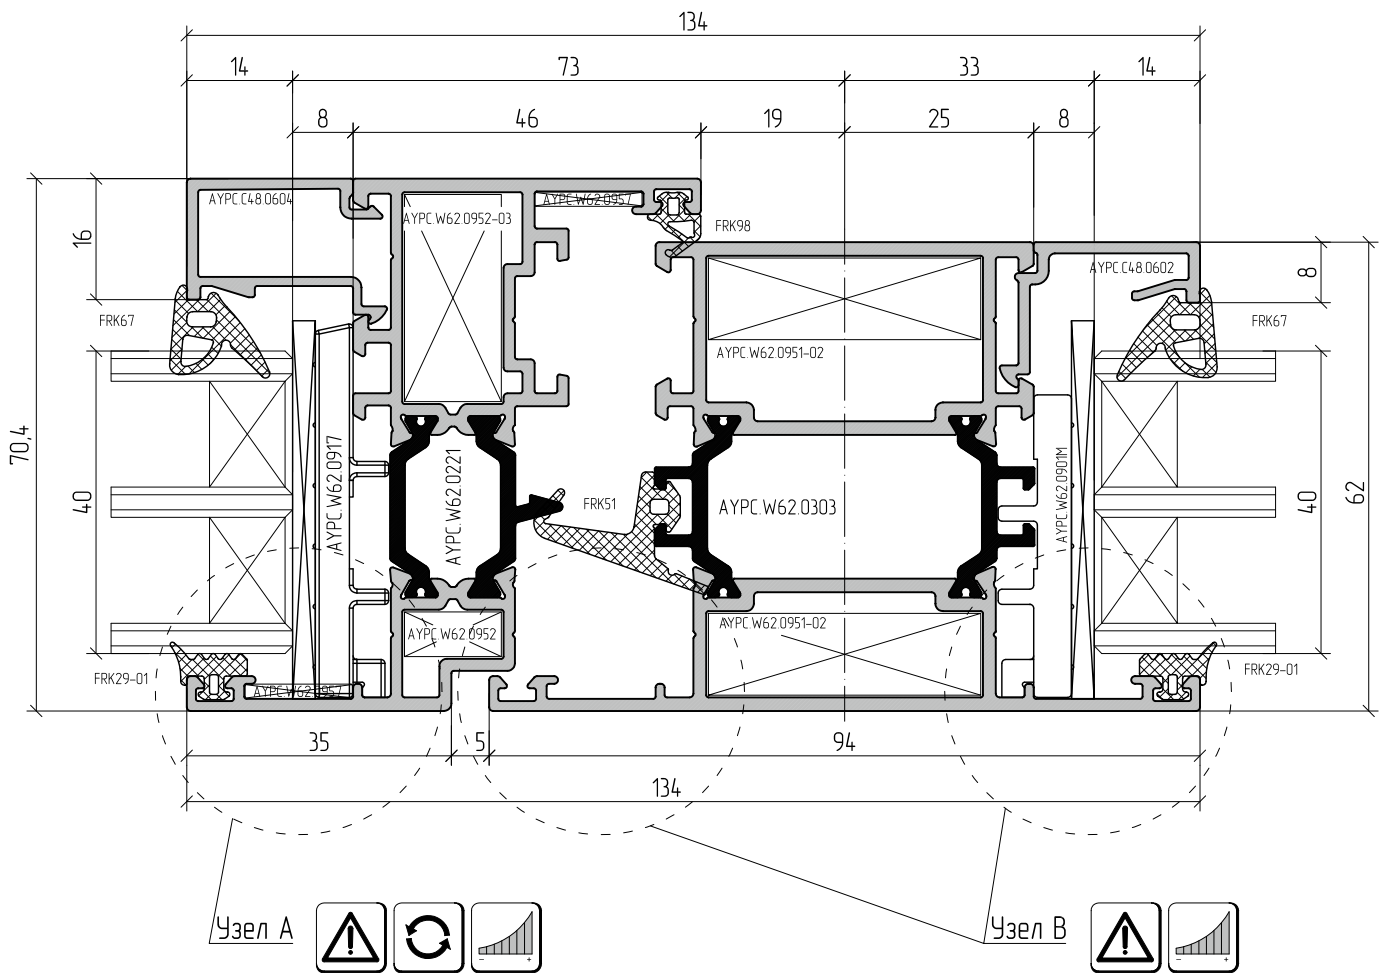 134
14
73
33
14
8
46
19
25
8
AYPC.C48.0604
AYPC.W62.0952-03
AYPC.W62.0957
FRK98
AYPC.C48.0602
16
8
FRK67
FRK67
AYPC.W62.0951-02
70,4
40
AYPC.W62.0917
AYPC.W62.0221
FRK51
AYPC.W62.0303
AYPC.W62.0901M
40
62
AYPC.W62.0952
AYPC.W62.0951-02
FRK29-01
AYPC.W62.0957
FRK29-01
35
5
94
134
Узел А
- +
Узел В
- +